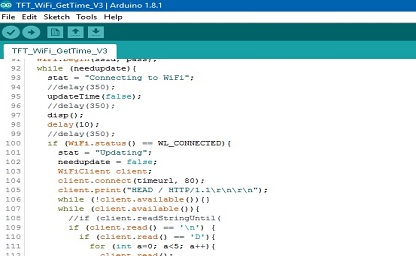 TFT_WiFi_GetTime_V3 | Arduino 1.8.1
File Edit Sketch Tools Help
TFT_WiFi_GetTime_V3
91 WiFi.begin(ssid, pass);
92 while (needupdate){
93 stat = "Connecting to WiFi";
94 //delay(350);
95 updateTime(false);
96 //delay(350);
97 disp();
98 delay(10);
99 //delay(350);
100 if (WiFi.status() == WL_CONNECTED){
101 stat = "Updating";
102 needupdate = false;
103 WiFiClient client;
104 client.connect(timeurl, 80);
105 client.print("HEAD / HTTP/1.1\r\n\r\n");
106 while (!client.available()){}
107 while (client.available()){
108 //if (client.readStringUntil(
109 if (client.read() == '\n') {
110 if (client.read() == 'D'){
111 for (int a=0; a<5; a++){
112 client.read();